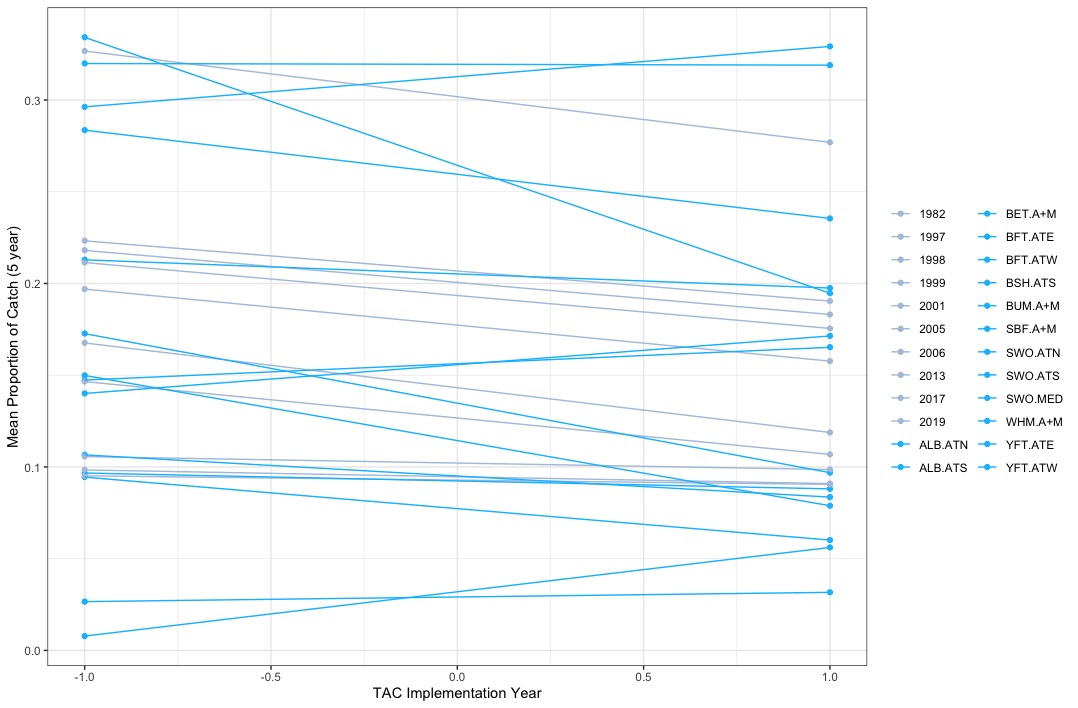 Mean Proportion of Catch (5 year)
0.3
0.2
0.1
0.0
-1.0 -0.5 0.0 0.5 1.0
TAC Implementation Year
1982 BET.A+M
1997 BFT.ATE
1998 BFT.ATW
1999 BSH.ATS
2001 BUM.A+M
2005 SBF.A+M
2006 SWO.ATN
2013 SWO.ATS
2017 SWO.MED
2019 WHM.A+M
ALB.ATN YFT.ATE
ALB.ATS YFT.ATW